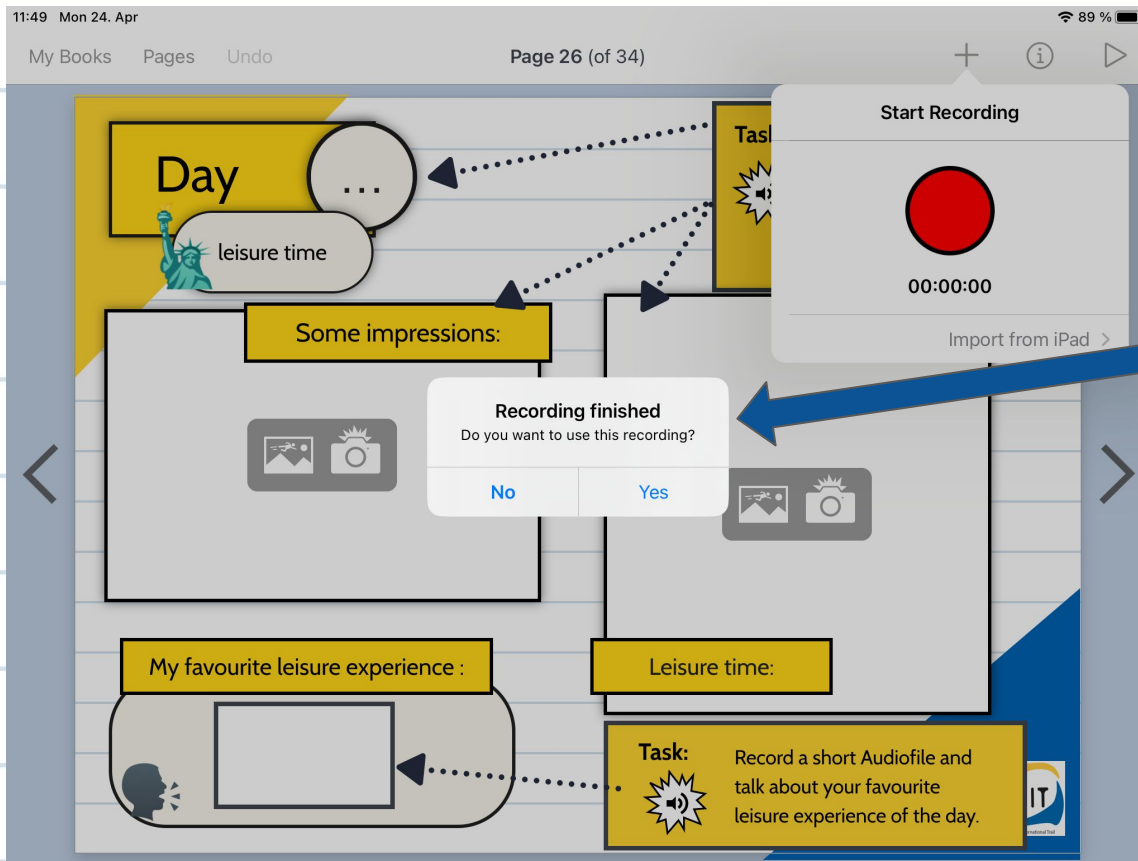 11:49 Mon 24. Apr
89 %
My Books Pages Undo
Page 26 (of 34)
Start Recording
00:00:00
Import from iPad
Day
...
leisure time
Some impressions:
Recording finished
Do you want to use this recording?
No Yes
My favourite leisure experience :
Leisure time:
Task:
Record a short Audiofile and
talk about your favourite
leisure experience of the day.
IT